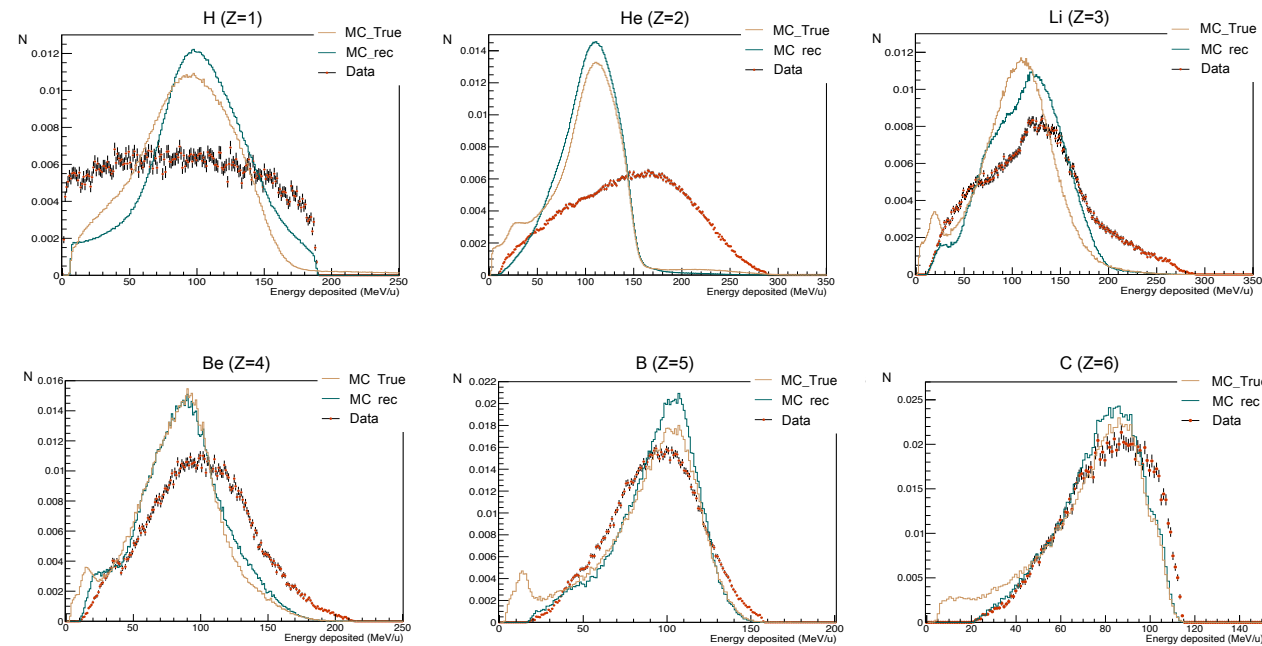 H (Z=1)
N
MC_True
MC_rec
Data
0.012
0.01
0.008
0.006
0.004
0.002
0
0 50 100 150 200 250
Energy deposited (MeV/u)
He (Z=2)
N
MC_True
MC rec
Data
0.014
0.012
0.01
0.008
0.006
0.004
0.002
0
0 50 100 150 200 250 300 350
Energy deposited (MeV/u)
Li (Z=3)
N
MC_True
MC_rec
Data
0.012
0.01
0.008
0.006
0.004
0.002
0
0 50 100 150 200 250 300 350
Energy deposited (MeV/u)
Be (Z=4)
N
MC_True
MC rec
Data
0.016
0.014
0.012
0.01
0.008
0.006
0.004
0.002
0
0 50 100 150 200 250
Energy deposited (MeV/u)
B (Z=5)
N
MC_True
MC_rec
Data
0.022
0.02
0.018
0.016
0.014
0.012
0.01
0.008
0.006
0.004
0.002
0
0 50 100 150 200
Energy deposited (MeV/u)
C (Z=6)
N
MC_True
MC_rec
Data
0.025
0.02
0.015
0.01
0.005
0
0 20 40 60 80 100 120 140
Energy deposited (MeV/u)